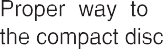 Proper way to
the compact disc